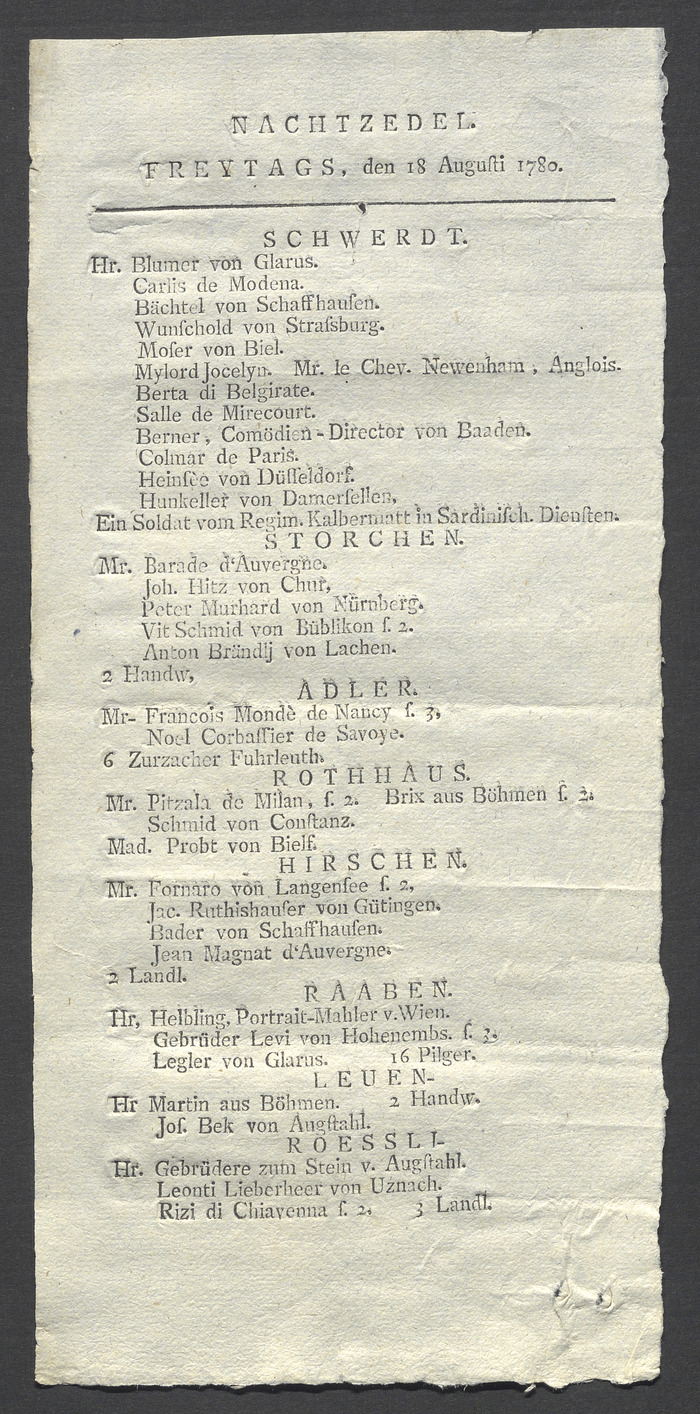 NACHTZEDEL.
FREYTAGS, den 18 Auguſti 1780.
SCHWERDT.
Hr. Blumer von Glarus.
Carlis de Modena.
Bächtel von Schaffhauſen.
Wunſchold von Straſsburg.
Moſer von Biel.
Mylord Jocelyn. Mr. le Chev. Newenham, Anglois.
Berta di Belgirate.
Salle de Mirecourt.
Berner, Comödien-Director von Baaden.
Colmar de Paris.
Heinſee von Düſſeldorf.
Hunkeller von Damerſellen,
Ein Soldat vom Regim. Kalbermatt in Sardiniſch. Dienſten.
STORCHEN.
Mr. Barade d'Auvergne.
Joh. Hitz von Chur,
Peter Murhard von Nürnberg.
Vit Schmid von Büblikon ſ. 2.
Anton Brändlj von Lachen.
2 Handw,
ADLER.
Mr- Francois Mondè de Nancy ſ. 3,
Noel Corbaſſier de Savoye.
6 Zurzacher Fuhrleuth.
ROTHHAUS.
Mr. Pitzala de Milan, ſ. 2. Brix aus Böhmen ſ. 2.
Schmid von Conſtanz.
Mad. Probt von Bielf.
HIRSCHEN.
Mr. Fornaro von Langenſee ſ. 2,
Jac. Ruthishauſer von Gütingen.
Bader von Schaffhauſen.
Jean Magnat d'Auvergne.
2 Landl.
RAABEN.
Hr, Helbling, Portrait-Mahler v. Wien.
Gebrüder Levi von Hohenembs. ſ. 3.
Legler von Glarus. 16 Pilger.
LEUEN-
Hr Martin aus Böhmen. 2 Handw.
Joſ. Bek von Augſtahl.
ROESSLI-
Hr. Gebrüdere zum Stein v. Augſtahl.
Leonti Lieberheer von Uznach.
Rizi di Chiavenna ſ. 2, 3 Landl.